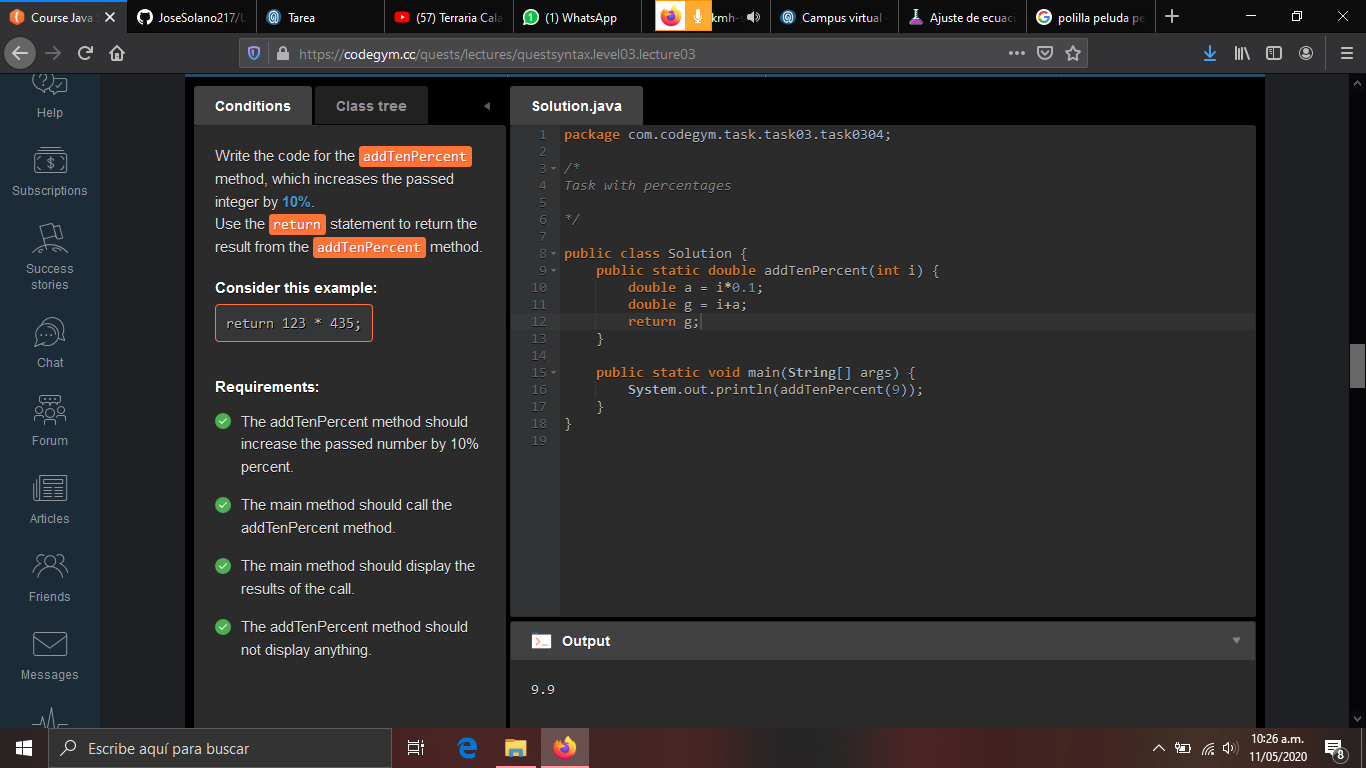 Course Java S
JoseSolano217/U
Tarea
(57) Terraria Cala
(1) WhatsApp
kmh-s
Campus virtual -
Ajuste de ecuaci
polilla peluda pe
https://codegym.cc/quests/lectures/questsyntax.level03.lecture03
Help
Subscriptions
Success
stories
Chat
Forum
Articles
Friends
Messages
Conditions
Class tree
Write the code for the addTenPercent
method, which increases the passed
integer by 10%.
Use the return statement to return the
result from the addTenPercent method.
Consider this example:
return 123 * 435;
Requirements:
The addTenPercent method should
increase the passed number by 10%
percent.
The main method should call the
addTenPercent method.
The main method should display the
results of the call.
The addTenPercent method should
not display anything.
Solution.java
1 package com.codegym.task.task03.task0304;
2
3 /*
4 Task with percentages
5
6 */
7
8 public class Solution {
9 public static double addTenPercent(int i) {
10 double a = i*0.1;
11 double g = i+a;
12 return g;
13 }
14
15 public static void main(String[] args) {
16 System.out.println(addTenPercent(9));
17 }
18 }
19
Output
9.9
Escribe aquí para buscar
10:26 a.m.
11/05/2020
8